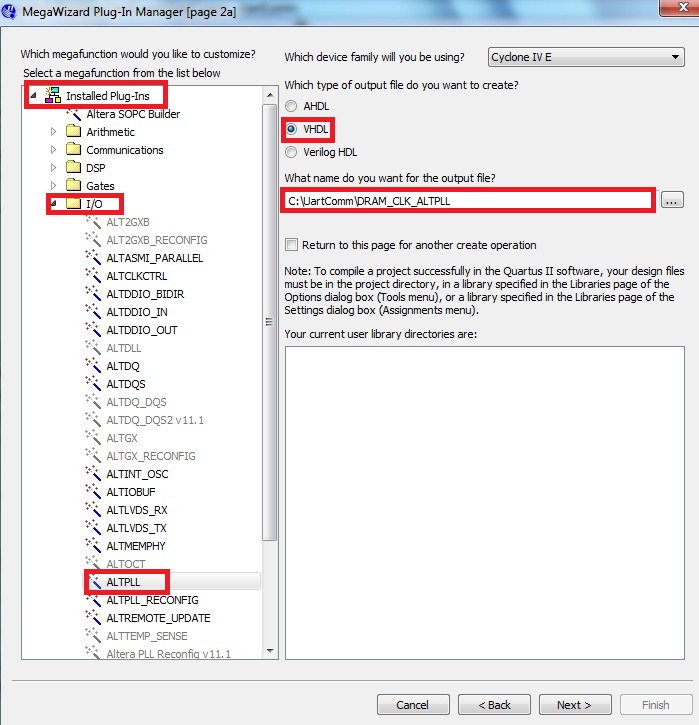 MegaWizard Plug-In Manager [page 2a]
Which megafunction would you like to customize?
Select a megafunction from the list below
Installed Plug-Ins
Altera SOPC Builder
Arithmetic
Communications
DSP
Gates
I/O
ALT2GXB
ALT2GXB_RECONFIG
ALTASMI_PARALLEL
ALTCLKCTRL
ALTDDIO_BIDIR
ALTDDIO_IN
ALTDDIO_OUT
ALTDLL
ALTDQ
ALTDQS
ALTDQ_DQS
ALTDQ_DQS2 v11.1
ALTGX
ALTGX_RECONFIG
ALTINT_OSC
ALTIOBUF
ALTLVDS_RX
ALTLVDS_TX
ALTMEMPHY
ALTOCT
ALTPLL
ALTPLL_RECONFIG
ALTREMOTE_UPDATE
ALTTEMP_SENSE
Altera PLL Reconfig v11.1
Which device family will you be using?
Cyclone IV E
Which type of output file do you want to create?
AHDL
VHDL
Verilog HDL
What name do you want for the output file?
C:\UartComm\DRAM_CLK_ALTPLL
...
Return to this page for another create operation
Note: To compile a project successfully in the Quartus II software, your design files
must be in the project directory, in a library specified in the Libraries page of the
Options dialog box (Tools menu), or a library specified in the Libraries page of the
Settings dialog box (Assignments menu).
Your current user library directories are:
Cancel
< Back
Next >
Finish